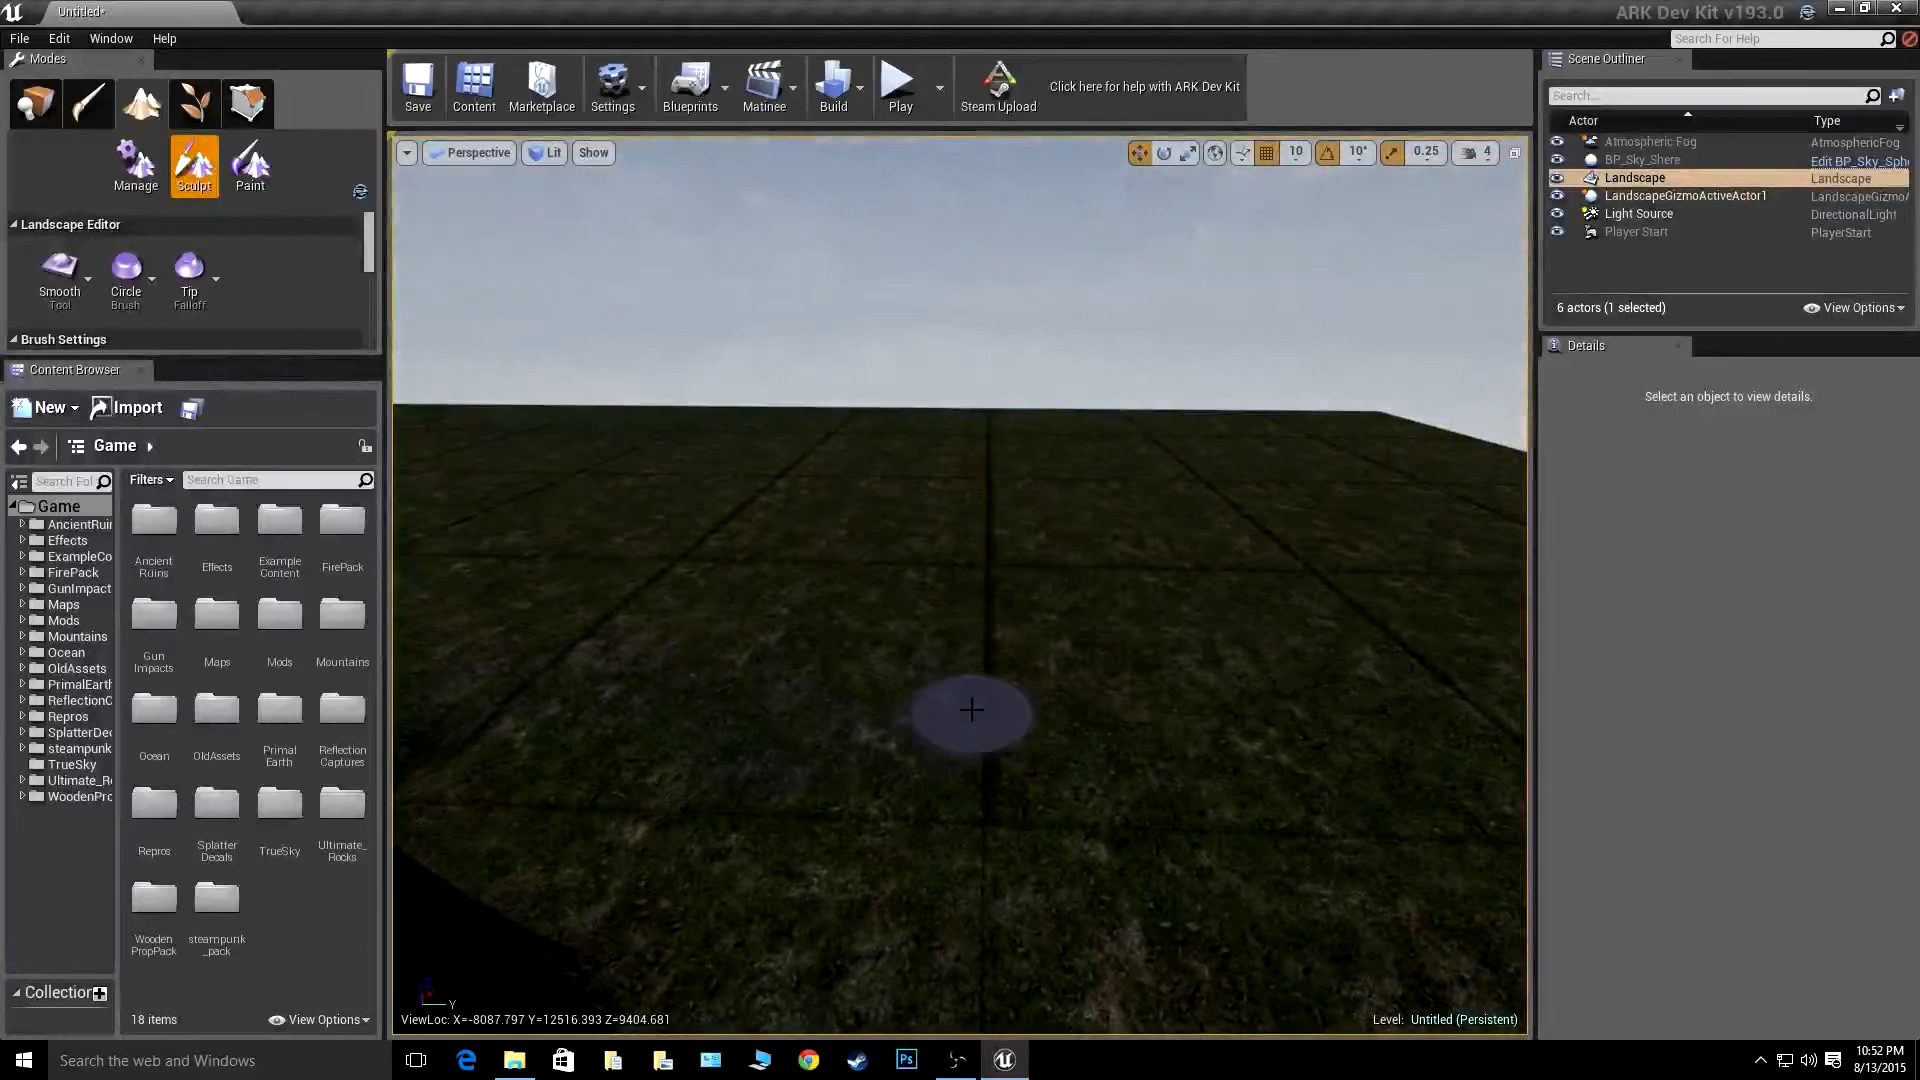 Untitled*
ARK Dev Kit v193.0
File Edit Window Help
Search For Help
Modes
Manage Sculpt Paint
Landscape Editor
Smooth Circle Tip
Tool Brush Falloff
Brush Settings
Save Content Marketplace Settings Blueprints Matinee Build Play Steam Upload
Click here for help with ARK Dev Kit
Perspective Lit Show
10 10° 0.25 4
Scene Outliner
Search...
Actor Type
Atmospheric Fog AtmosphericFog
BP_Sky_Shere Edit BP_Sky_Sph
Landscape Landscape
LandscapeGizmoActiveActor1 LandscapeGizmoA
Light Source DirectionalLight
Player Start PlayerStart
6 actors (1 selected) View Options
Details
Select an object to view details.
Content Browser
New Import
Game
Search Fol
Filters Search Game
Game
AncientRuin
Effects
ExampleCo
FirePack
GunImpact
Maps
Mods
Mountains
Ocean
OldAssets
PrimalEarth
ReflectionC
Repros
SplatterDec
steampunk
TrueSky
Ultimate_Ro
WoodenPro
Ancient Ruins
Effects
Example Content
FirePack
Gun Impacts
Maps
Mods
Mountains
Ocean
OldAssets
Primal Earth
Reflection Captures
Repros
Splatter Decals
TrueSky
Ultimate_ Rocks
Wooden PropPack
steampunk _pack
Collection
18 items View Options
Y
ViewLoc: X=-8087.797 Y=12516.393 Z=9404.681
Level: Untitled (Persistent)
Search the web and Windows
Ps
10:52 PM
8/13/2015